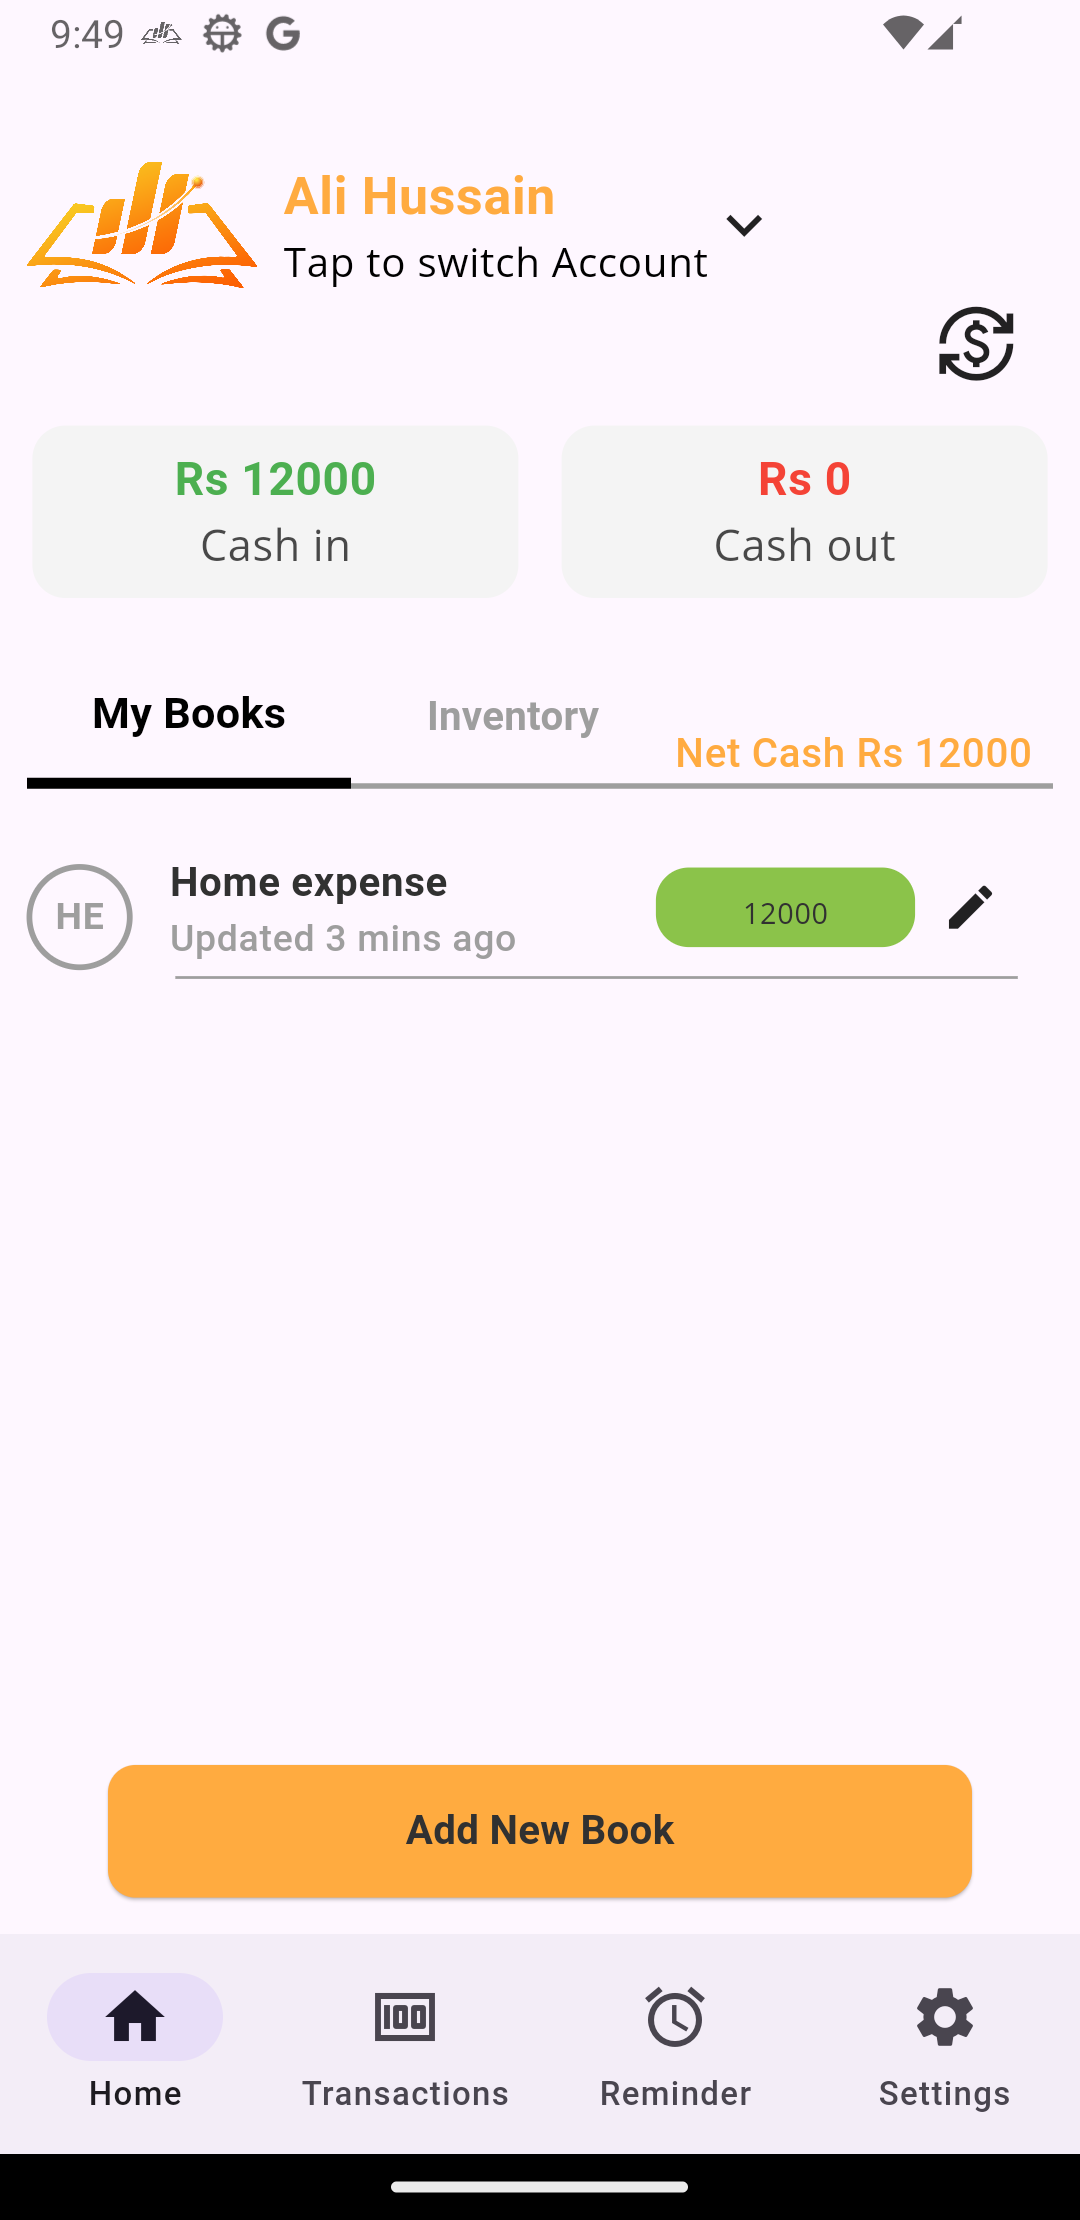 9:49
Ali Hussain
Tap to switch Account
Rs 12000
Cash in
Rs 0
Cash out
My Books
Inventory
Net Cash Rs 12000
HE
Home expense
Updated 3 mins ago
12000
Add New Book
Home
Transactions
Reminder
Settings